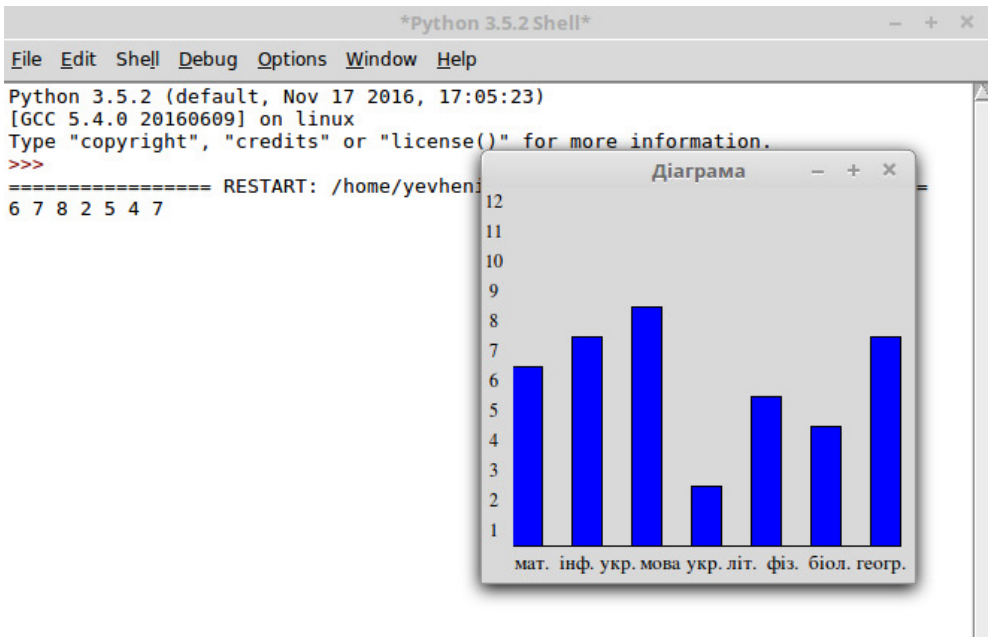 *Python 3.5.2 Shell*
File Edit Shell Debug Options Window Help
Python 3.5.2 (default, Nov 17 2016, 17:05:23)
[GCC 5.4.0 20160609] on linux
Type "copyright", "credits" or "license()" for more information.
>>>
================= RESTART: /home/yevheni =
6 7 8 2 5 4 7
Діаграма
12
11
10
9
8
7
6
5
4
3
2
1
мат. інф. укр. мова укр. літ. фіз. біол. геогр.